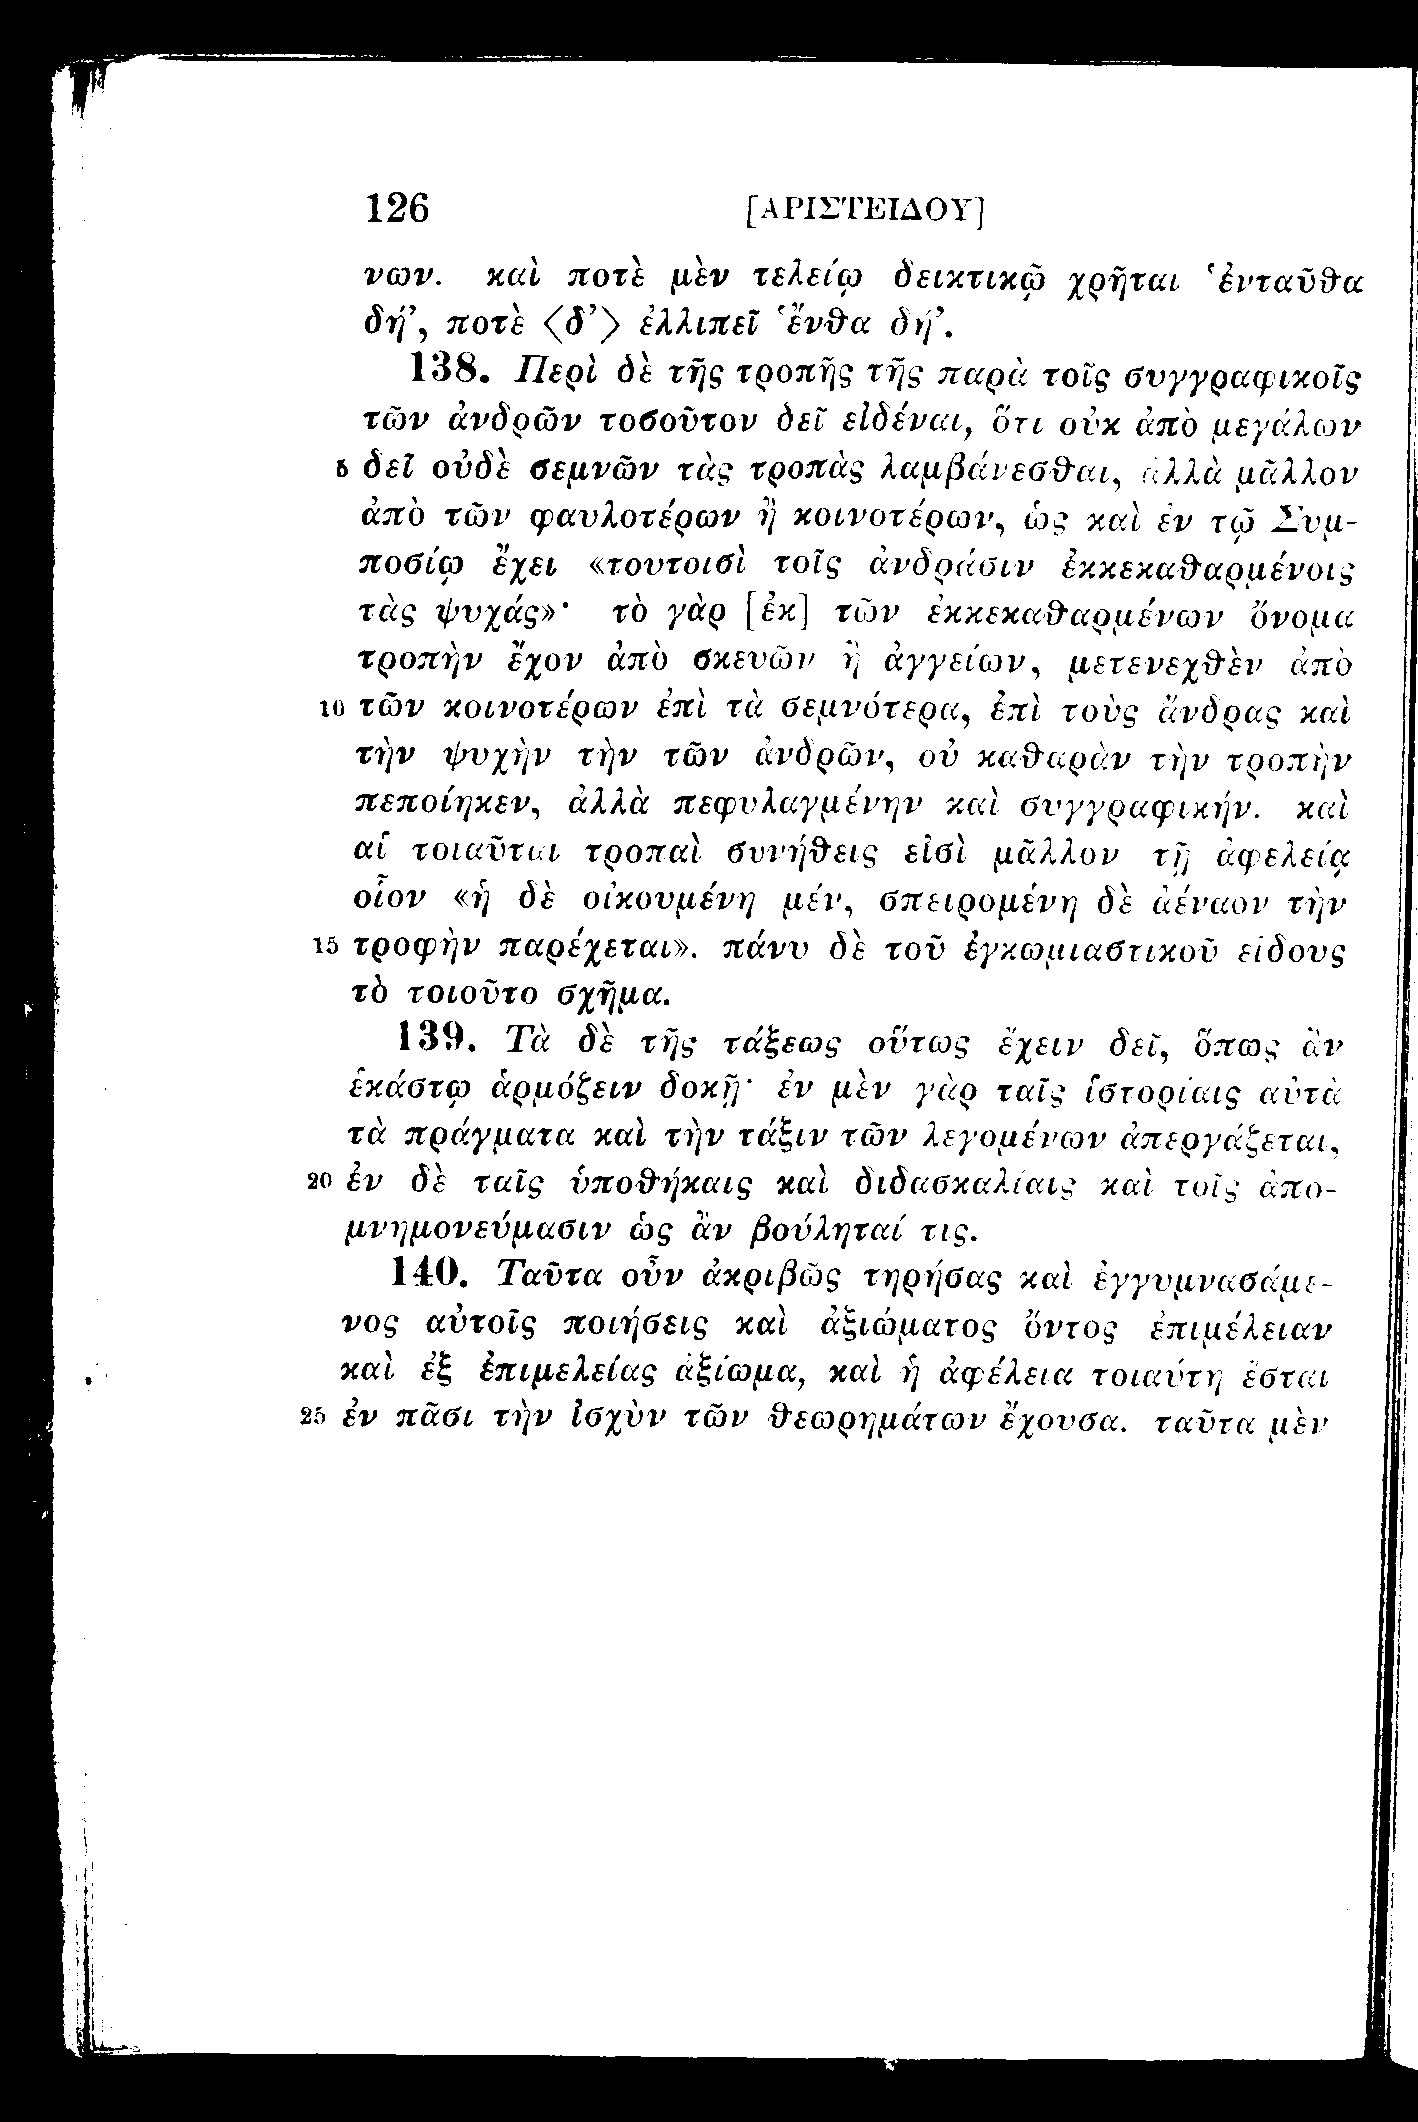 126 [ΑΡΙΣΤΕΙΔΟΥ]
νων. καὶ ποτὲ μὲν τελείῳ δεικτικῷ χρῆται ‘ἐνταῦθα
δή’, ποτὲ ⟨δ’⟩ ἐλλιπεῖ ‘ἔνθα δή’.
138. Περὶ δὲ τῆς τροπῆς τῆς παρὰ τοῖς συγγραφικοῖς
τῶν ἀνδρῶν τοσοῦτον δεῖ εἰδέναι, ὅτι οὐκ ἀπὸ μεγάλων
5 δεῖ οὐδὲ σεμνῶν τὰς τροπὰς λαμβάνεσθαι, ἀλλὰ μᾶλλον
ἀπὸ τῶν φαυλοτέρων ἢ κοινοτέρων, ὡς καὶ ἐν τῷ Συμ-
ποσίῳ ἔχει «τουτοισὶ τοῖς ἀνδράσιν ἐκκεκαθαρμένοις
τὰς ψυχάς»· τὸ γὰρ [ἐκ] τῶν ἐκκεκαθαρμένων ὄνομα
τροπὴν ἔχον ἀπὸ σκευῶν ἢ ἀγγείων, μετενεχθὲν ἀπὸ
10 τῶν κοινοτέρων ἐπὶ τὰ σεμνότερα, ἐπὶ τοὺς ἄνδρας καὶ
τὴν ψυχὴν τὴν τῶν ἀνδρῶν, οὐ καθαρὰν τὴν τροπὴν
πεποίηκεν, ἀλλὰ πεφυλαγμένην καὶ συγγραφικήν. καὶ
αἱ τοιαῦται τροπαὶ συνήθεις εἰσὶ μᾶλλον τῇ ἀφελείᾳ
οἷον «ἡ δὲ οἰκουμένη μέν, σπειρομένη δὲ ἀέναον τὴν
15 τροφὴν παρέχεται». πάνυ δὲ τοῦ ἐγκωμιαστικοῦ εἴδους
τὸ τοιοῦτο σχῆμα.
139. Τὰ δὲ τῆς τάξεως οὕτως ἔχειν δεῖ, ὅπως ἂν
ἑκάστῳ ἁρμόζειν δοκῇ· ἐν μὲν γὰρ ταῖς ἱστορίαις αὐτὰ
τὰ πράγματα καὶ τὴν τάξιν τῶν λεγομένων ἀπεργάζεται,
20 ἐν δὲ ταῖς ὑποθήκαις καὶ διδασκαλίαις καὶ τοῖς ἀπο-
μνημονεύμασιν ὡς ἂν βούληταί τις.
140. Ταῦτα οὖν ἀκριβῶς τηρήσας καὶ ἐγγυμνασάμε-
νος αὐτοῖς ποιήσεις καὶ ἀξιώματος ὄντος ἐπιμέλειαν
καὶ ἐξ ἐπιμελείας ἀξίωμα, καὶ ἡ ἀφέλεια τοιαύτη ἔσται
25 ἐν πᾶσι τὴν ἰσχὺν τῶν θεωρημάτων ἔχουσα. ταῦτα μὲν